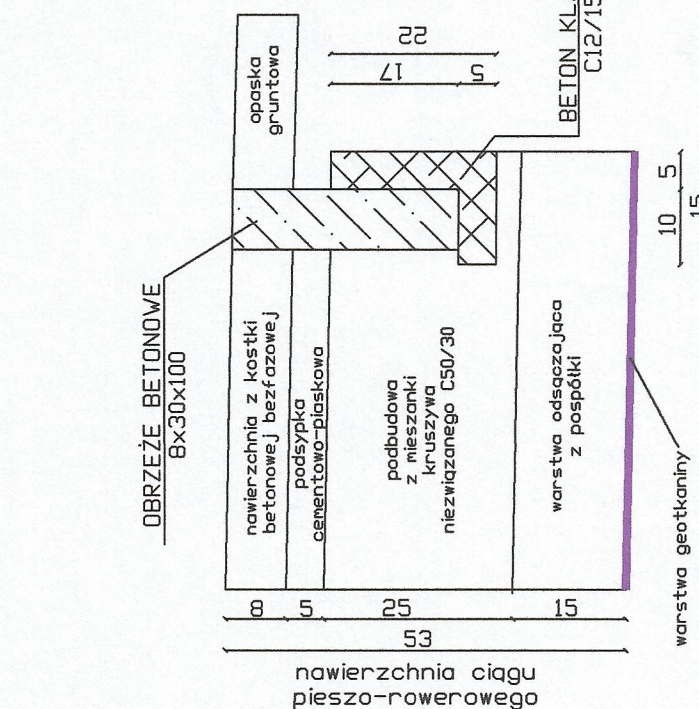 OBRZEŻE BETONOWE
8x30x100
opaska
gruntowa
22
17
5
BETON KL.
C12/15
nawierzchnia z kostki
betonowej bezfazowej
podsypka
cementowo-piaskowa
podbudowa
z mieszanki
kruszywa
niezwiązanego C50/30
warstwa odsączająca
z pospółki
10
5
15
warstwa geotkaniny
8
5
25
15
53
nawierzchnia ciągu
pieszo-rowerowego